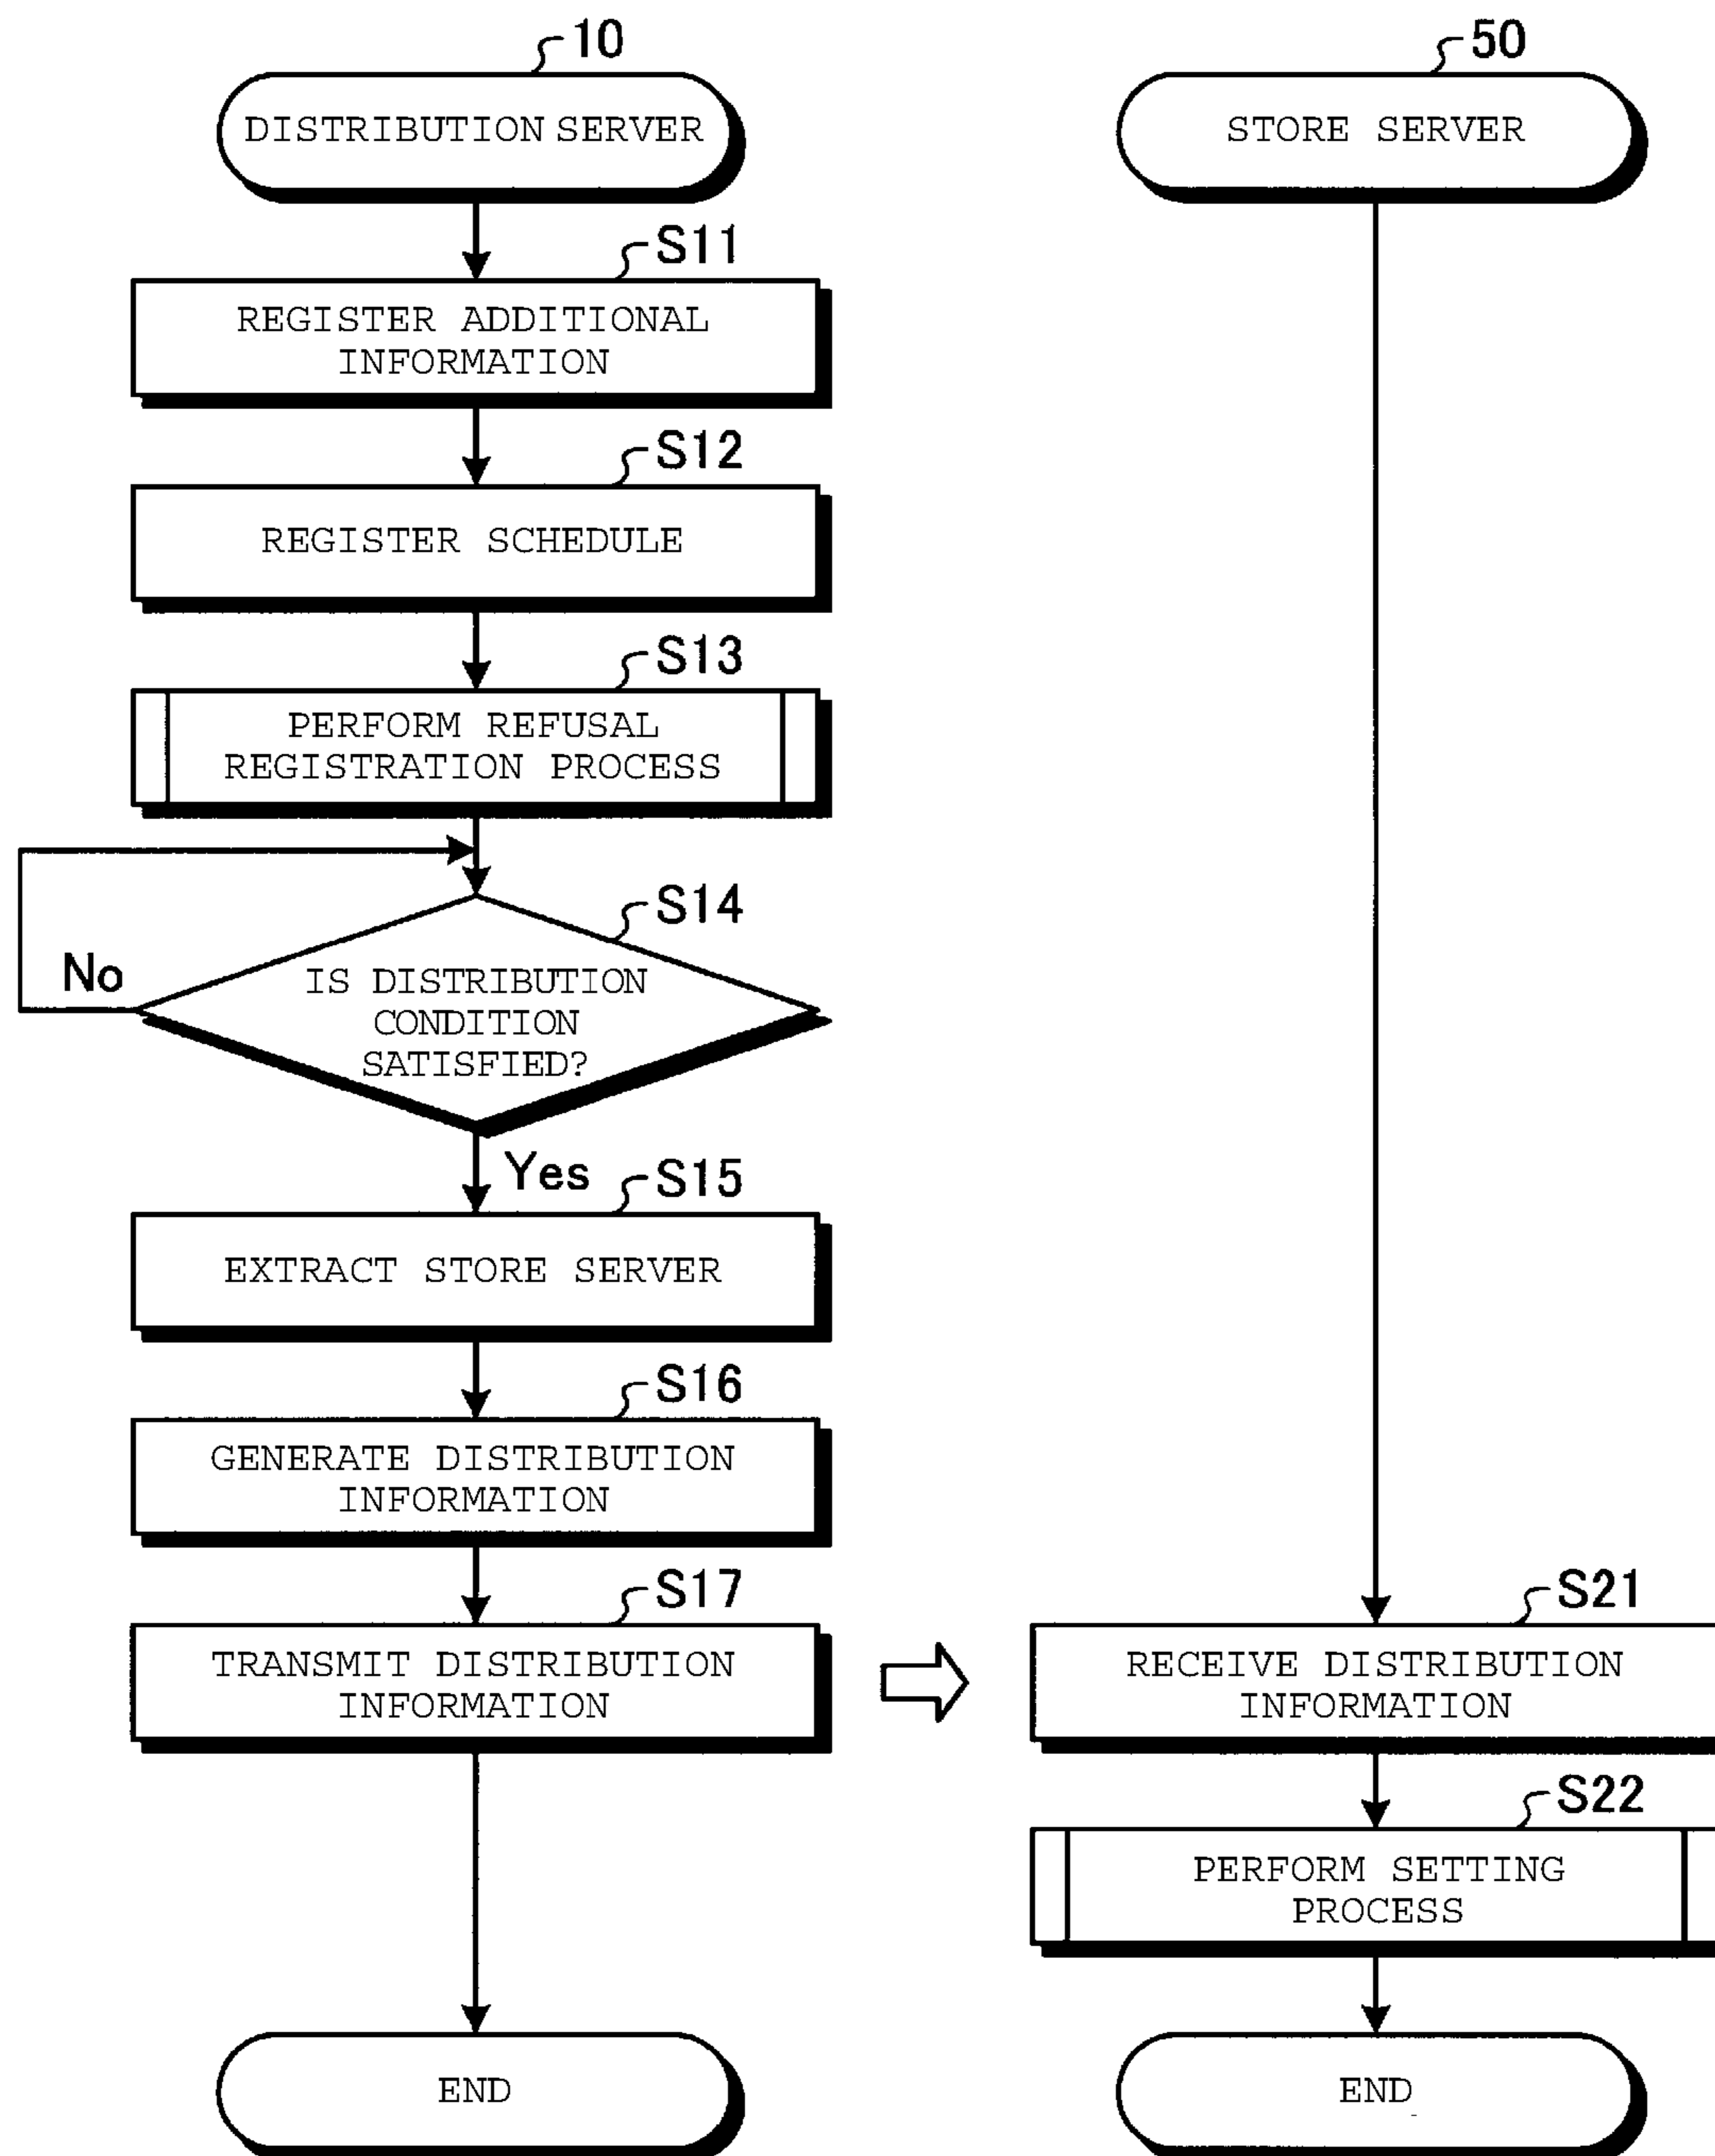 10
DISTRIBUTION SERVER
S11
REGISTER ADDITIONAL
INFORMATION
S12
REGISTER SCHEDULE
S13
PERFORM REFUSAL
REGISTRATION PROCESS
S14
IS DISTRIBUTION
CONDITION
SATISFIED?
No
Yes
S15
EXTRACT STORE SERVER
S16
GENERATE DISTRIBUTION
INFORMATION
S17
TRANSMIT DISTRIBUTION
INFORMATION
END
50
STORE SERVER
S21
RECEIVE DISTRIBUTION
INFORMATION
S22
PERFORM SETTING
PROCESS
END